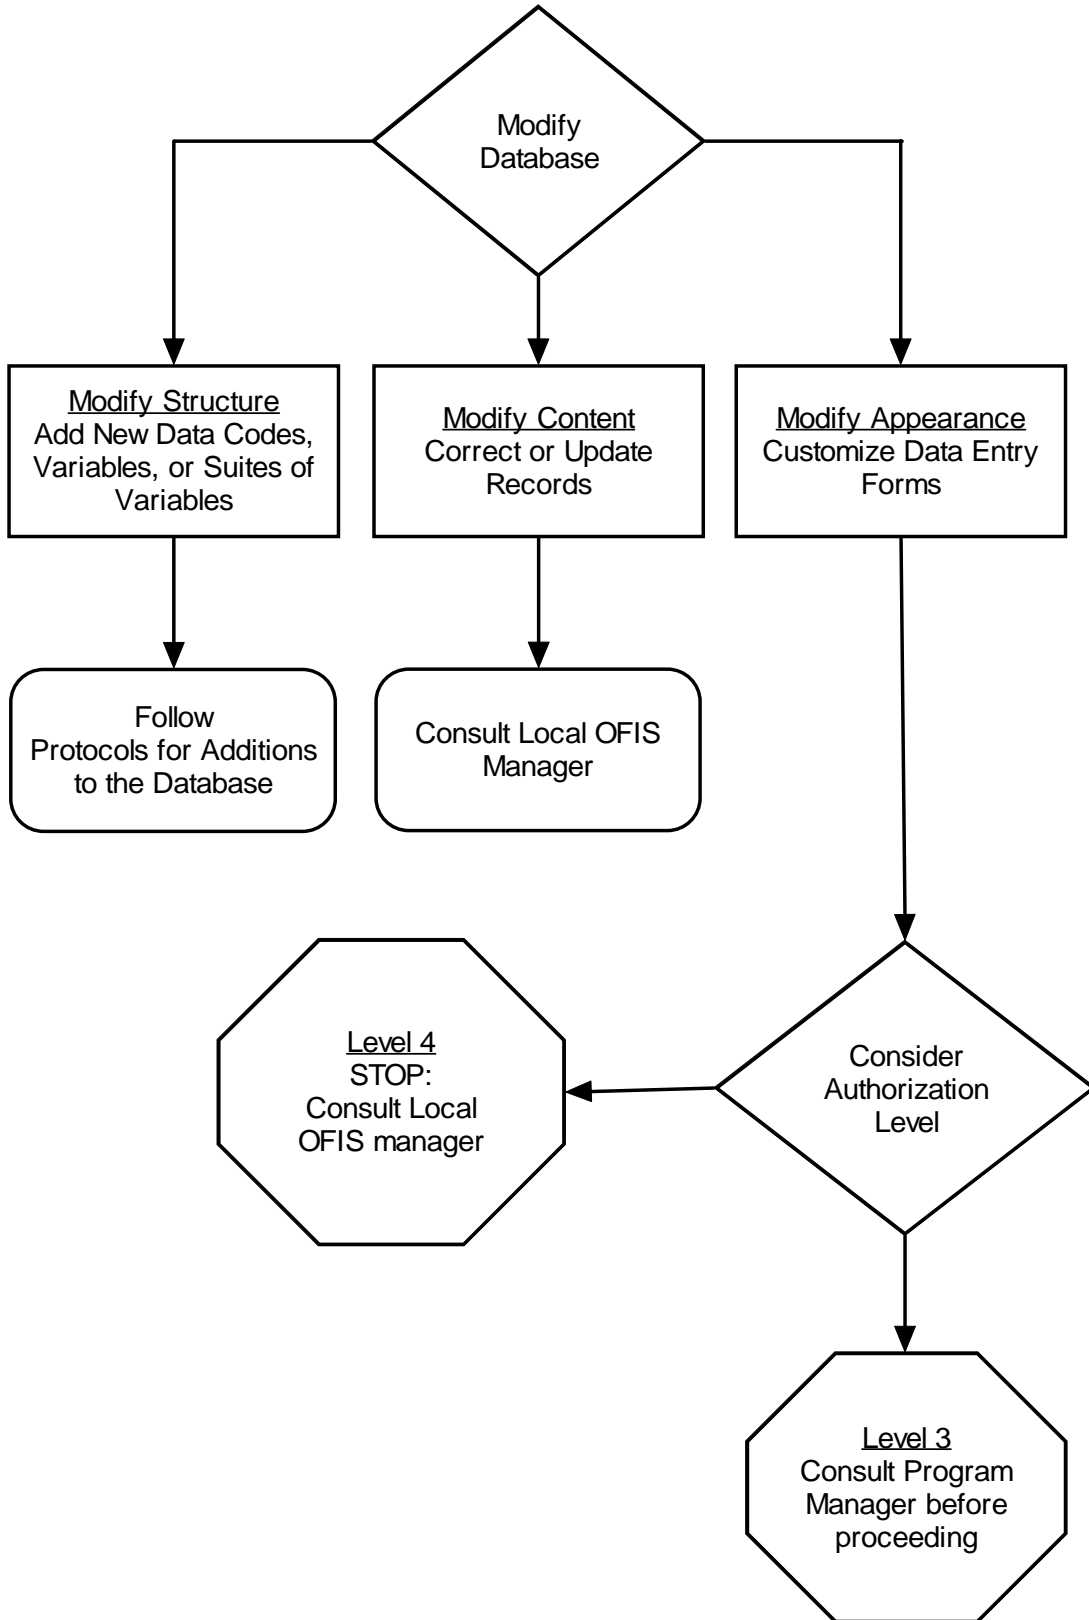 Modify
Database
Modify Structure
Add New Data Codes,
Variables, or Suites of
Variables
Modify Content
Correct or Update
Records
Modify Appearance
Customize Data Entry
Forms
Follow
Protocols for Additions
to the Database
Consult Local OFIS
Manager
Level 4
STOP:
Consult Local
OFIS manager
Consider
Authorization
Level
Level 3
Consult Program
Manager before
proceeding